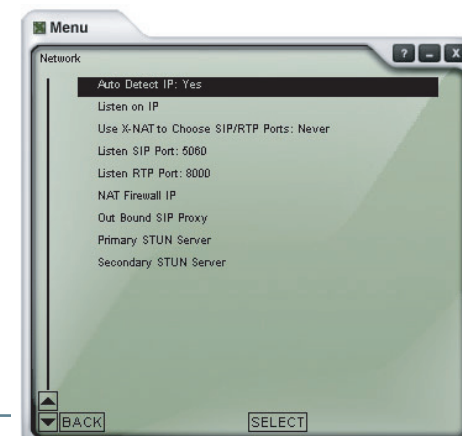 Menu
Network
? - X
Auto Detect IP: Yes
Listen on IP
Use X-NAT to Choose SIP/RTP Ports: Never
Listen SIP Port: 5060
Listen RTP Port: 8000
NAT Firewall IP
Out Bound SIP Proxy
Primary STUN Server
Secondary STUN Server
BACK SELECT